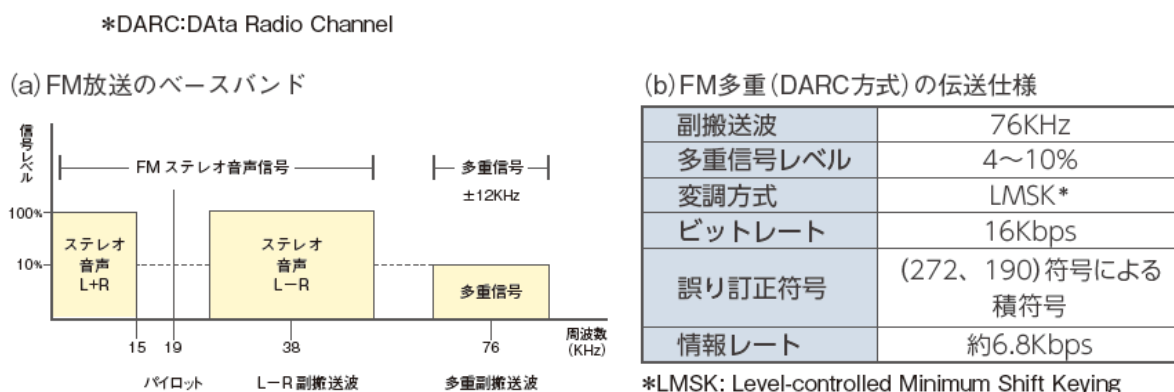 *DARC:DAta Radio Channel
(a)FM放送のベースバンド
信号レベル
FMステレオ音声信号
多重信号
±12KHz
100%
10%
ステレオ
音声
L+R
ステレオ
音声
L−R
多重信号
15
19
38
76
周波数
(KHz)
パイロット
L−R副搬送波
多重副搬送波
(b)FM多重(DARC方式)の伝送仕様
副搬送波 76KHz
多重信号レベル 4〜10%
変調方式 LMSK*
ビットレート 16Kbps
誤り訂正符号 (272、190)符号による
積符号
情報レート 約6.8Kbps
*LMSK: Level-controlled Minimum Shift Keying